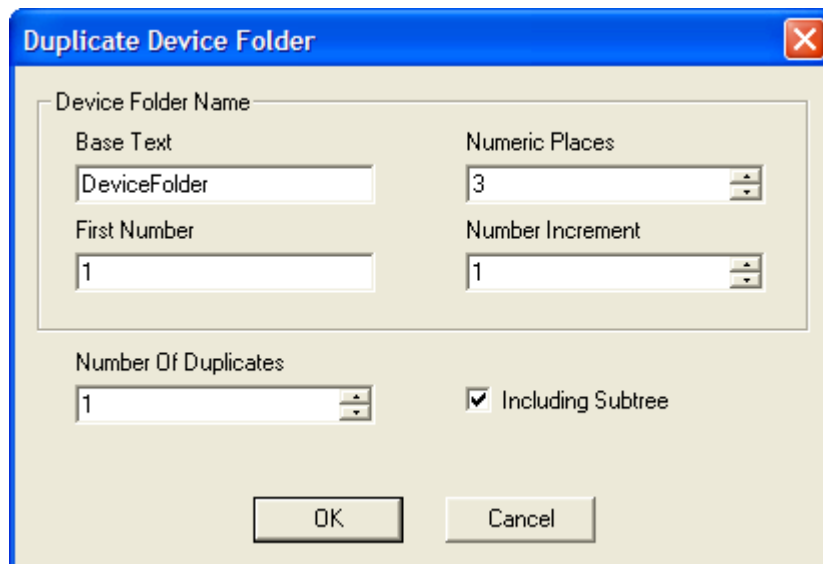 Duplicate Device Folder
Device Folder Name
Base Text
Numeric Places
DeviceFolder
3
First Number
Number Increment
1
1
Number Of Duplicates
1
Including Subtree
OK
Cancel